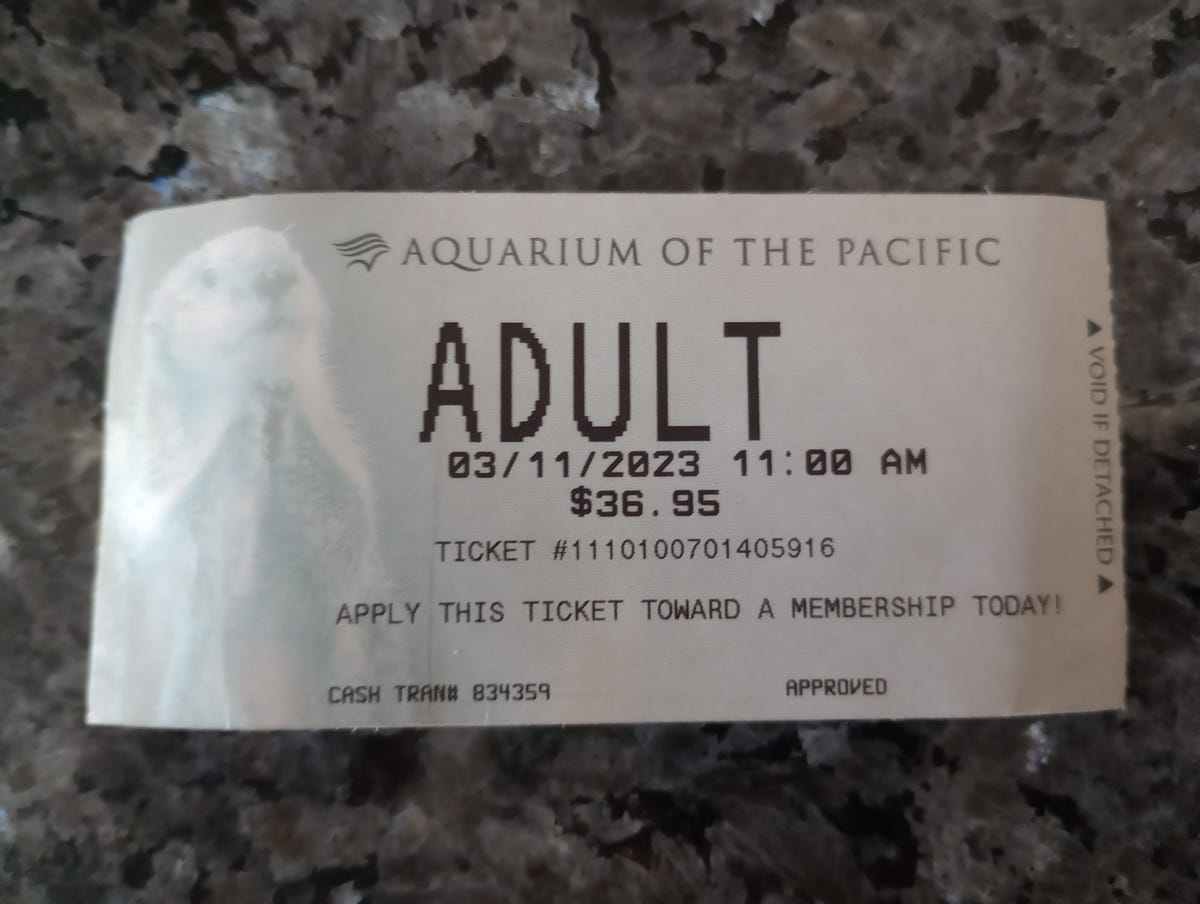 AQUARIUM OF THE PACIFIC
ADULT
03/11/2023 11:00 AM
$36.95
TICKET #1110100701405916
APPLY THIS TICKET TOWARD A MEMBERSHIP TODAY!
CASH TRAN# 834359 APPROVED
▲ VOID IF DETACHED ▲